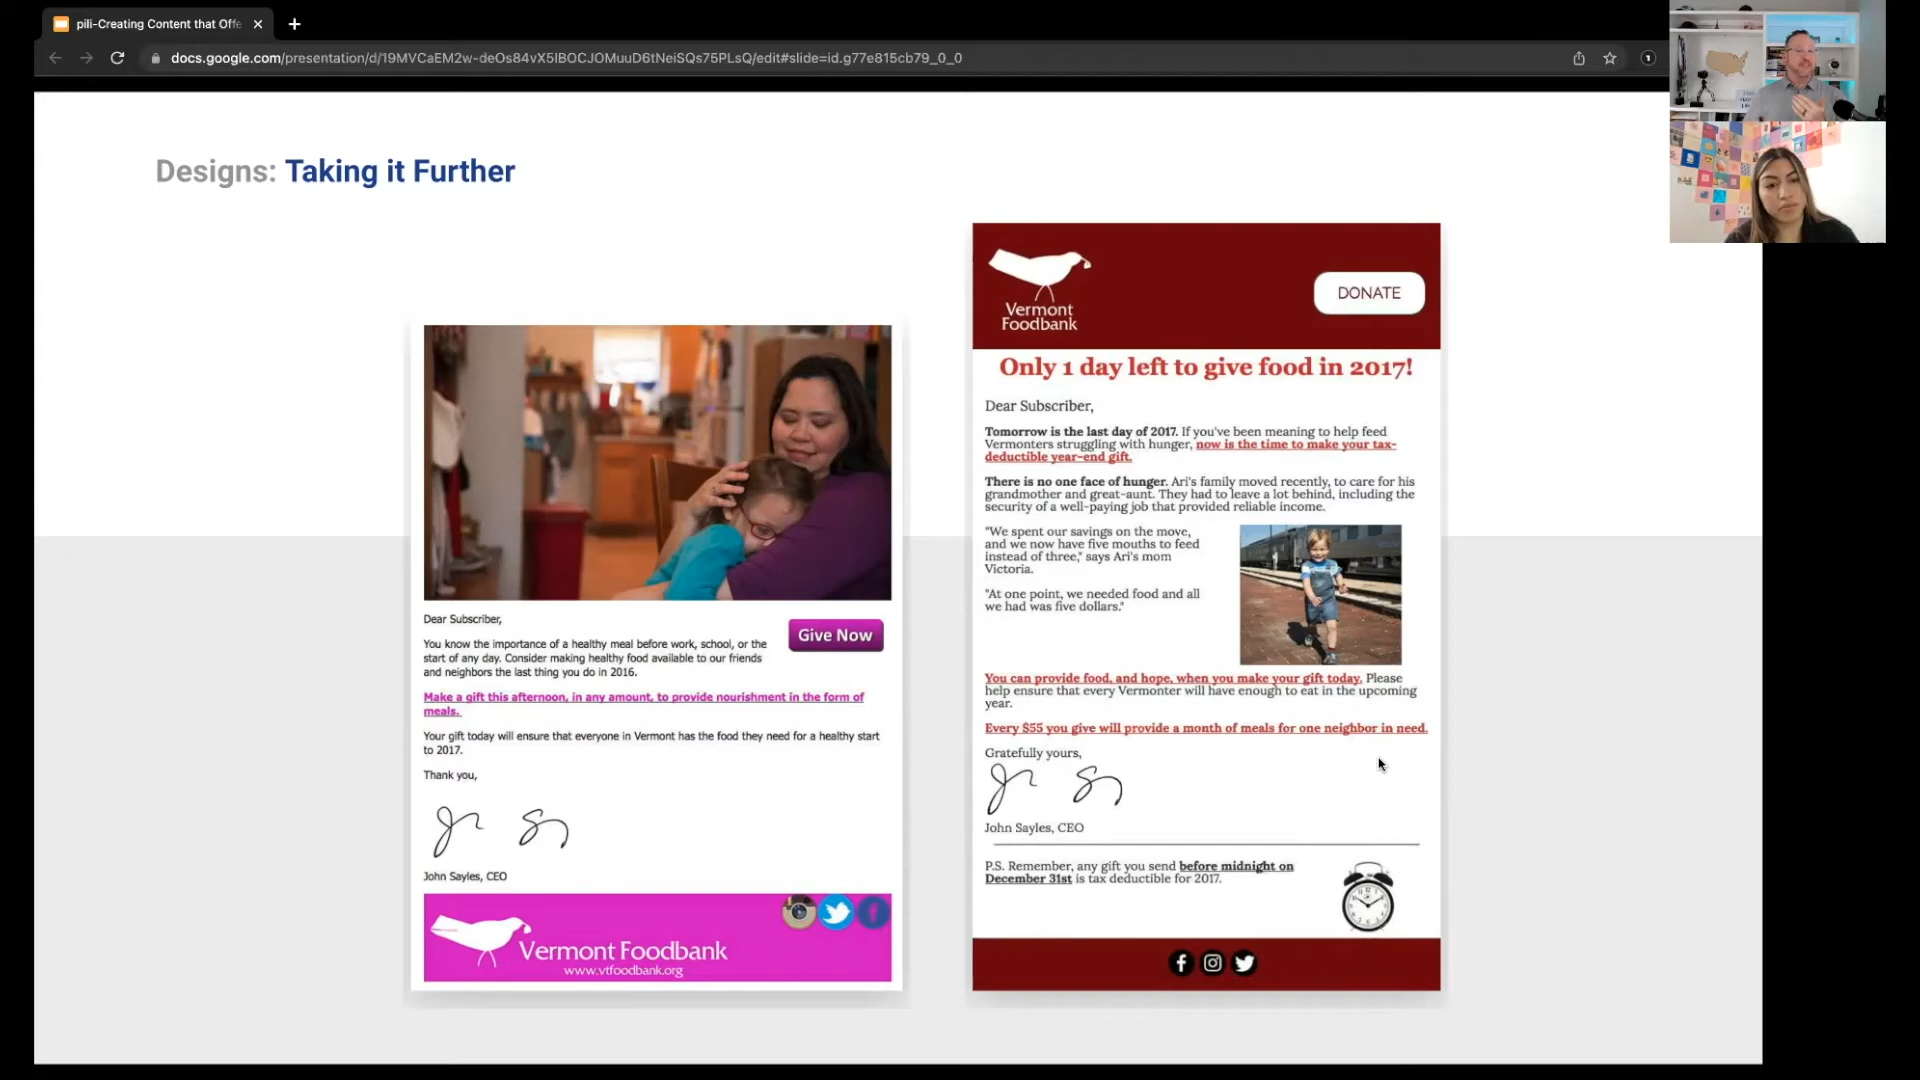 pili-Creating Content that Offe
docs.google.com/presentation/d/19MVCaEM2w-deOs84vX5IBOCJOMuuD6tNeiSQs75PLsQ/edit#slide=id.g77e815cb79_0_0
Designs: Taking it Further
Dear Subscriber,
Give Now
You know the importance of a healthy meal before work, school, or the
start of any day. Consider making healthy food available to our friends
and neighbors the last thing you do in 2016.
Make a gift this afternoon, in any amount, to provide nourishment in the form of
meals.
Your gift today will ensure that everyone in Vermont has the food they need for a healthy start
to 2017.
Thank you,
John Sayles, CEO
Vermont Foodbank
www.vtfoodbank.org
Vermont
Foodbank
DONATE
Only 1 day left to give food in 2017!
Dear Subscriber,
Tomorrow is the last day of 2017. If you've been meaning to help feed
Vermonters struggling with hunger, now is the time to make your tax-
deductible year-end gift.
There is no one face of hunger. Ari's family moved recently, to care for his
grandmother and great-aunt. They had to leave a lot behind, including the
security of a well-paying job that provided reliable income.
"We spent our savings on the move,
and we now have five mouths to feed
instead of three," says Ari's mom
Victoria.
"At one point, we needed food and all
we had was five dollars."
You can provide food, and hope, when you make your gift today. Please
help ensure that every Vermonter will have enough to eat in the upcoming
year.
Every $55 you give will provide a month of meals for one neighbor in need.
Gratefully yours,
John Sayles, CEO
P.S. Remember, any gift you send before midnight on
December 31st is tax deductible for 2017.